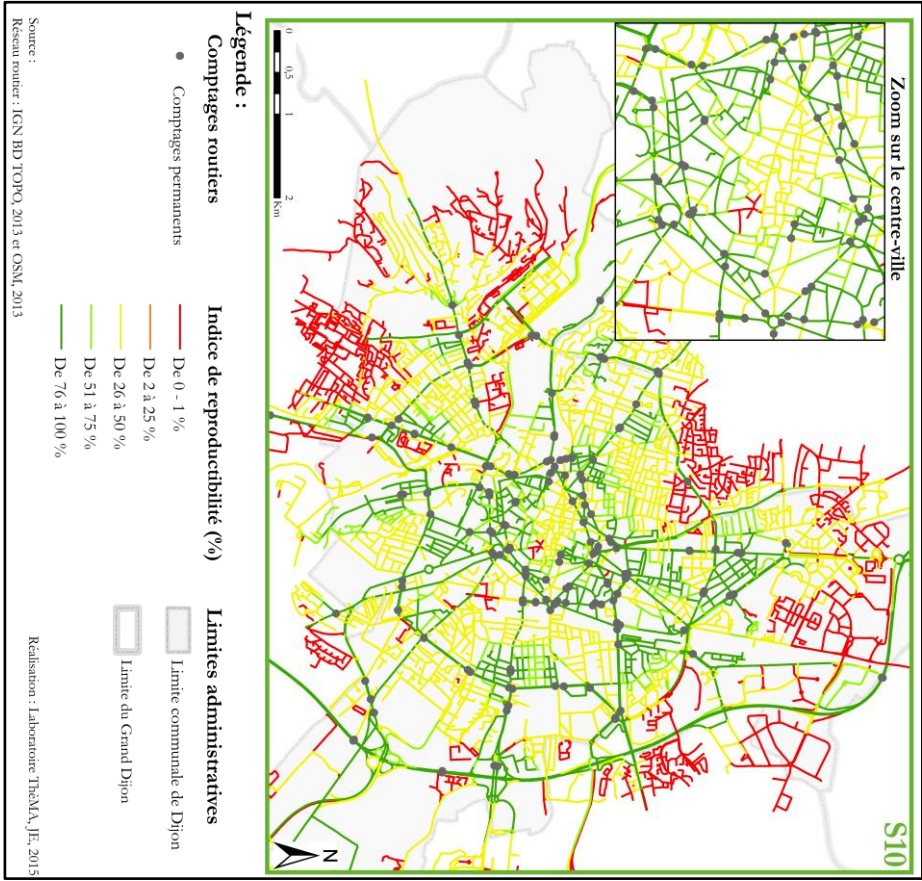 S10
Zoom sur le centre-ville
N
0 0,5 1 2
Km
Légende :
Comptages routiers
Comptages permanents
Indice de reproductibilité (%)
De 0 - 1 %
De 2 à 25 %
De 26 à 50 %
De 51 à 75 %
De 76 à 100 %
Limites administratives
Limite communale de Dijon
Limite du Grand Dijon
Source :
Réseau routier : IGN BD TOPO, 2013 et OSM, 2013
Réalisation : Laboratoire ThéMA, JE, 2015